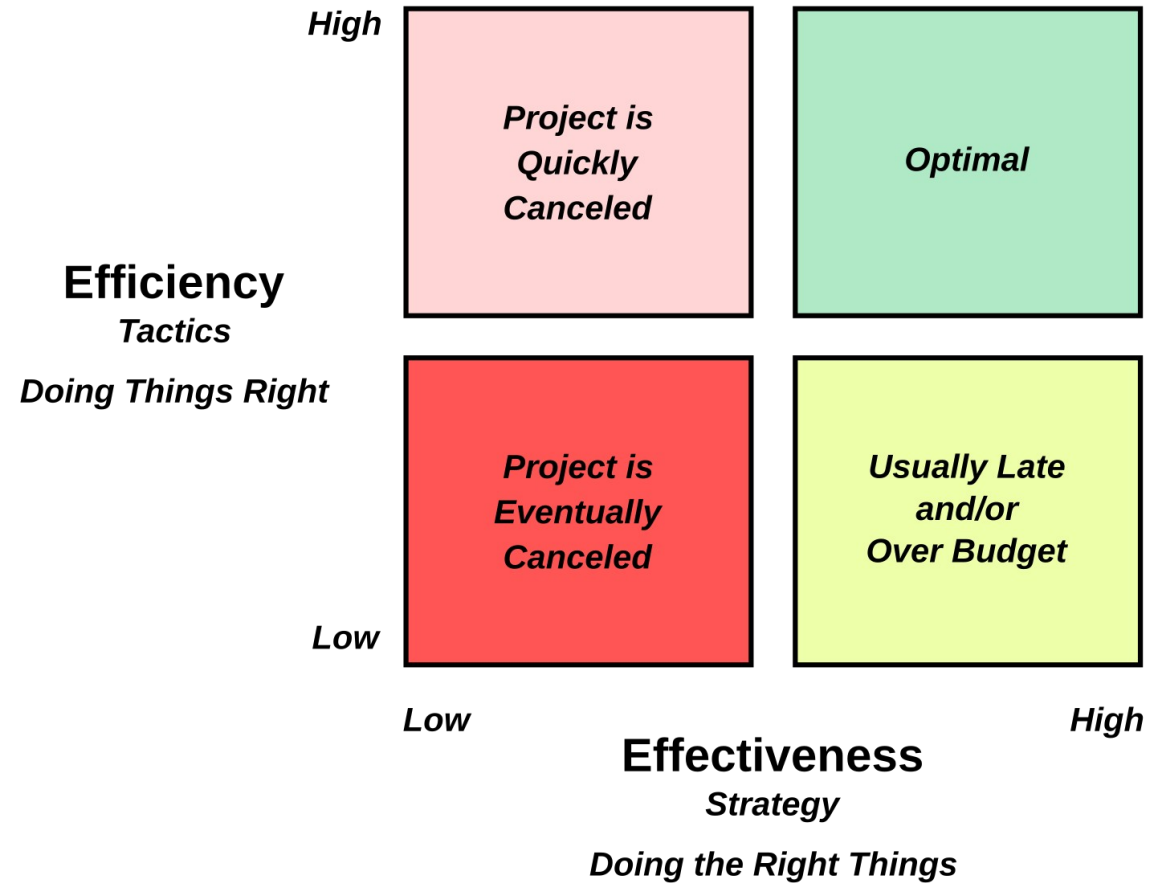 High
Project is
Quickly
Canceled
Optimal
Efficiency
Tactics
Doing Things Right
Project is
Eventually
Canceled
Usually Late
and/or
Over Budget
Low
Low
High
Effectiveness
Strategy
Doing the Right Things